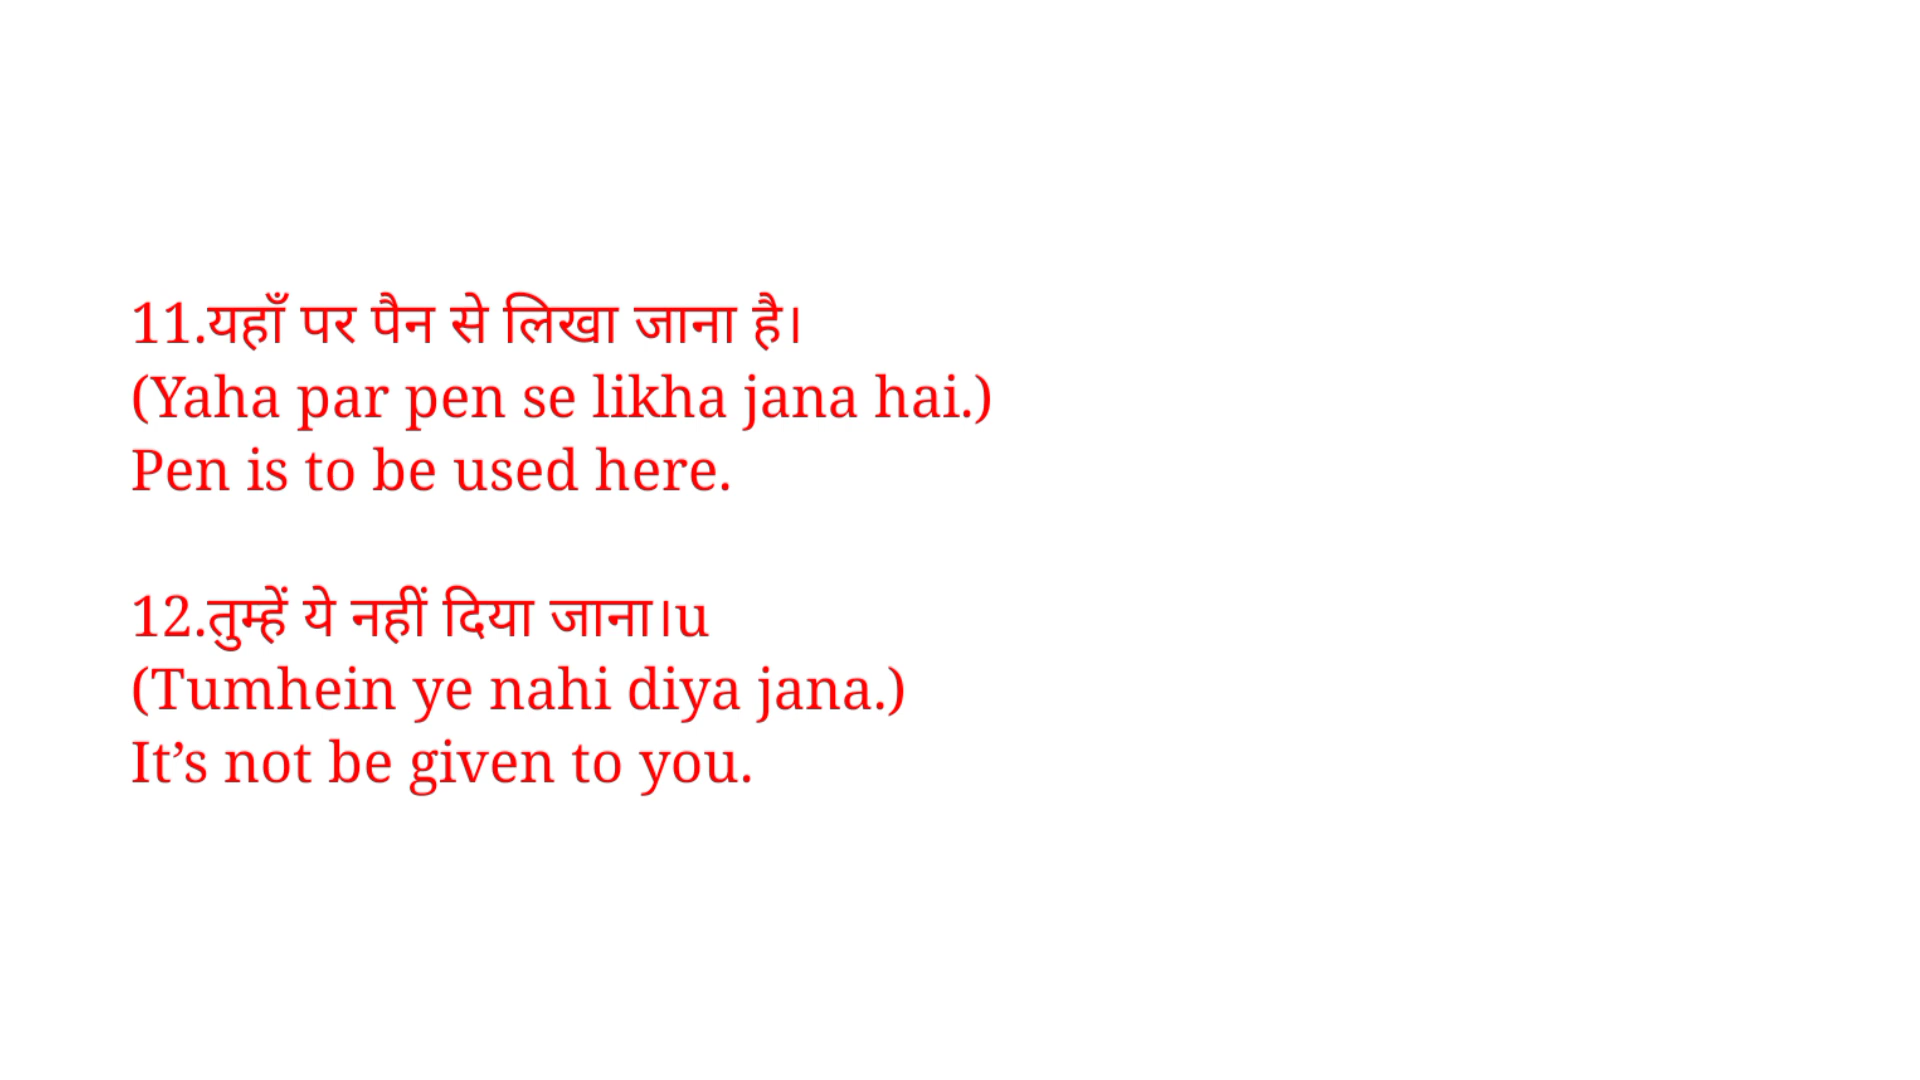 11.यहाँ पर पैन से लिखा जाना है।
(Yaha par pen se likha jana hai.)
Pen is to be used here.
12.तुम्हें ये नहीं दिया जाना।u
(Tumhein ye nahi diya jana.)
It’s not be given to you.